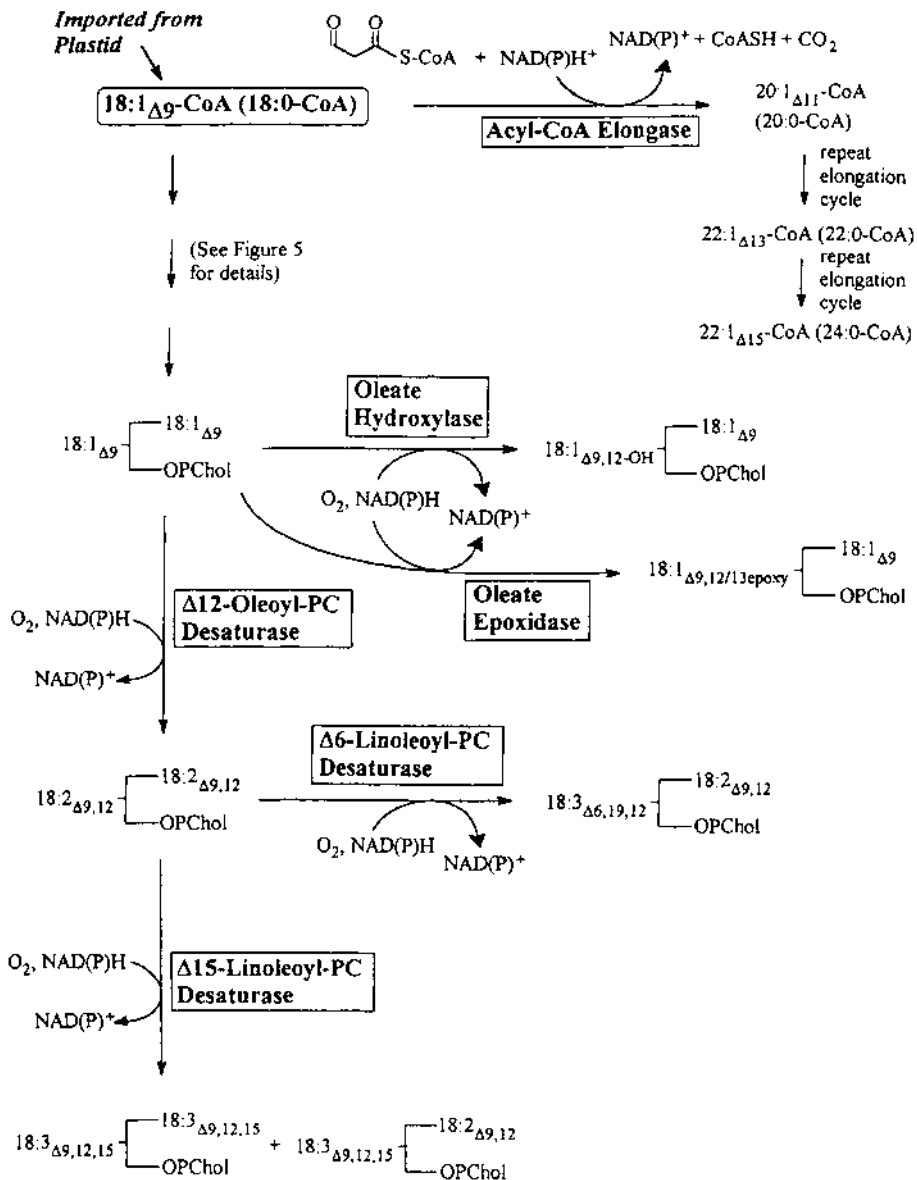 Imported from
Plastid
O O
S-CoA + NAD(P)H⁺
NAD(P)⁺ + CoASH + CO₂
18:1Δ9-CoA (18:0-CoA)
Acyl-CoA Elongase
20:1Δ11-CoA
(20:0-CoA)
repeat
elongation
cycle
22:1Δ13-CoA (22:0-CoA)
repeat
elongation
cycle
22:1Δ15-CoA (24:0-CoA)
(See Figure 5
for details)
Oleate
Hydroxylase
18:1Δ9
18:1Δ9
OPChol
O₂, NAD(P)H
NAD(P)⁺
18:1Δ9,12-OH
18:1Δ9
OPChol
Oleate
Epoxidase
18:1Δ9,12/13epoxy
18:1Δ9
OPChol
Δ12-Oleoyl-PC
Desaturase
O₂, NAD(P)H
NAD(P)⁺
Δ6-Linoleoyl-PC
Desaturase
18:2Δ9,12
18:2Δ9,12
OPChol
O₂, NAD(P)H
NAD(P)⁺
18:3Δ6,19,12
18:2Δ9,12
OPChol
Δ15-Linoleoyl-PC
Desaturase
O₂, NAD(P)H
NAD(P)⁺
18:3Δ9,12,15
18:3Δ9,12,15
OPChol
+
18:3Δ9,12,15
18:2Δ9,12
OPChol